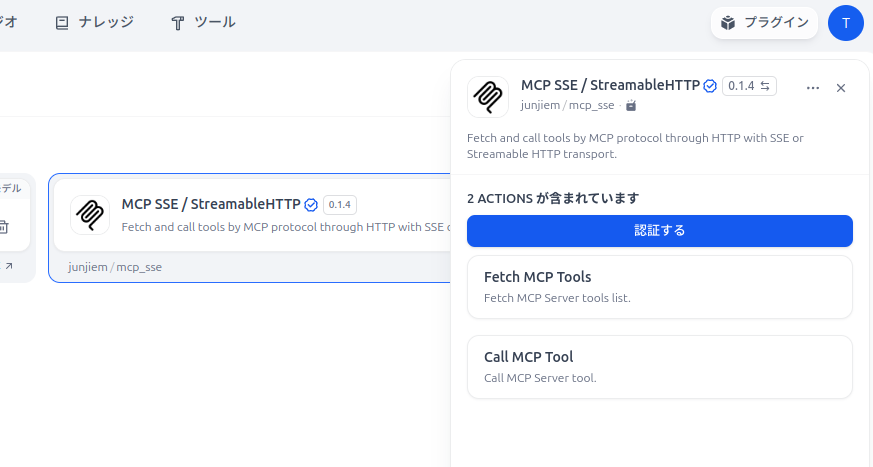 ジオ
ナレッジ
ツール
プラグイン
T
モデル
MCP SSE / StreamableHTTP 0.1.4
Fetch and call tools by MCP protocol through HTTP with SSE
junjiem / mcp_sse
MCP SSE / StreamableHTTP 0.1.4
junjiem / mcp_sse ·
Fetch and call tools by MCP protocol through HTTP with SSE or
Streamable HTTP transport.
2 ACTIONS が含まれています
認証する
Fetch MCP Tools
Fetch MCP Server tools list.
Call MCP Tool
Call MCP Server tool.